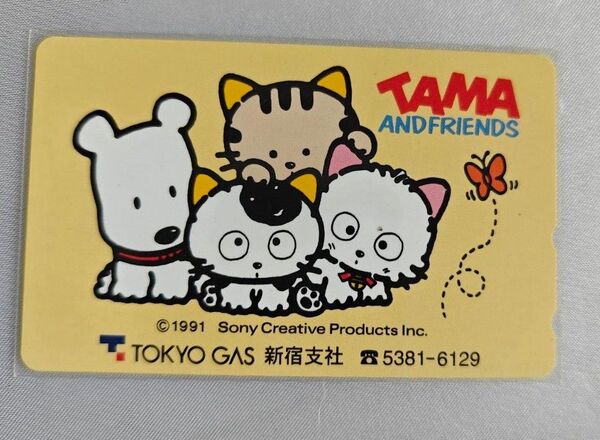 TAMA
AND FRIENDS
©1991 Sony Creative Products Inc.
TOKYO GAS 新宿支社 ☎5381-6129